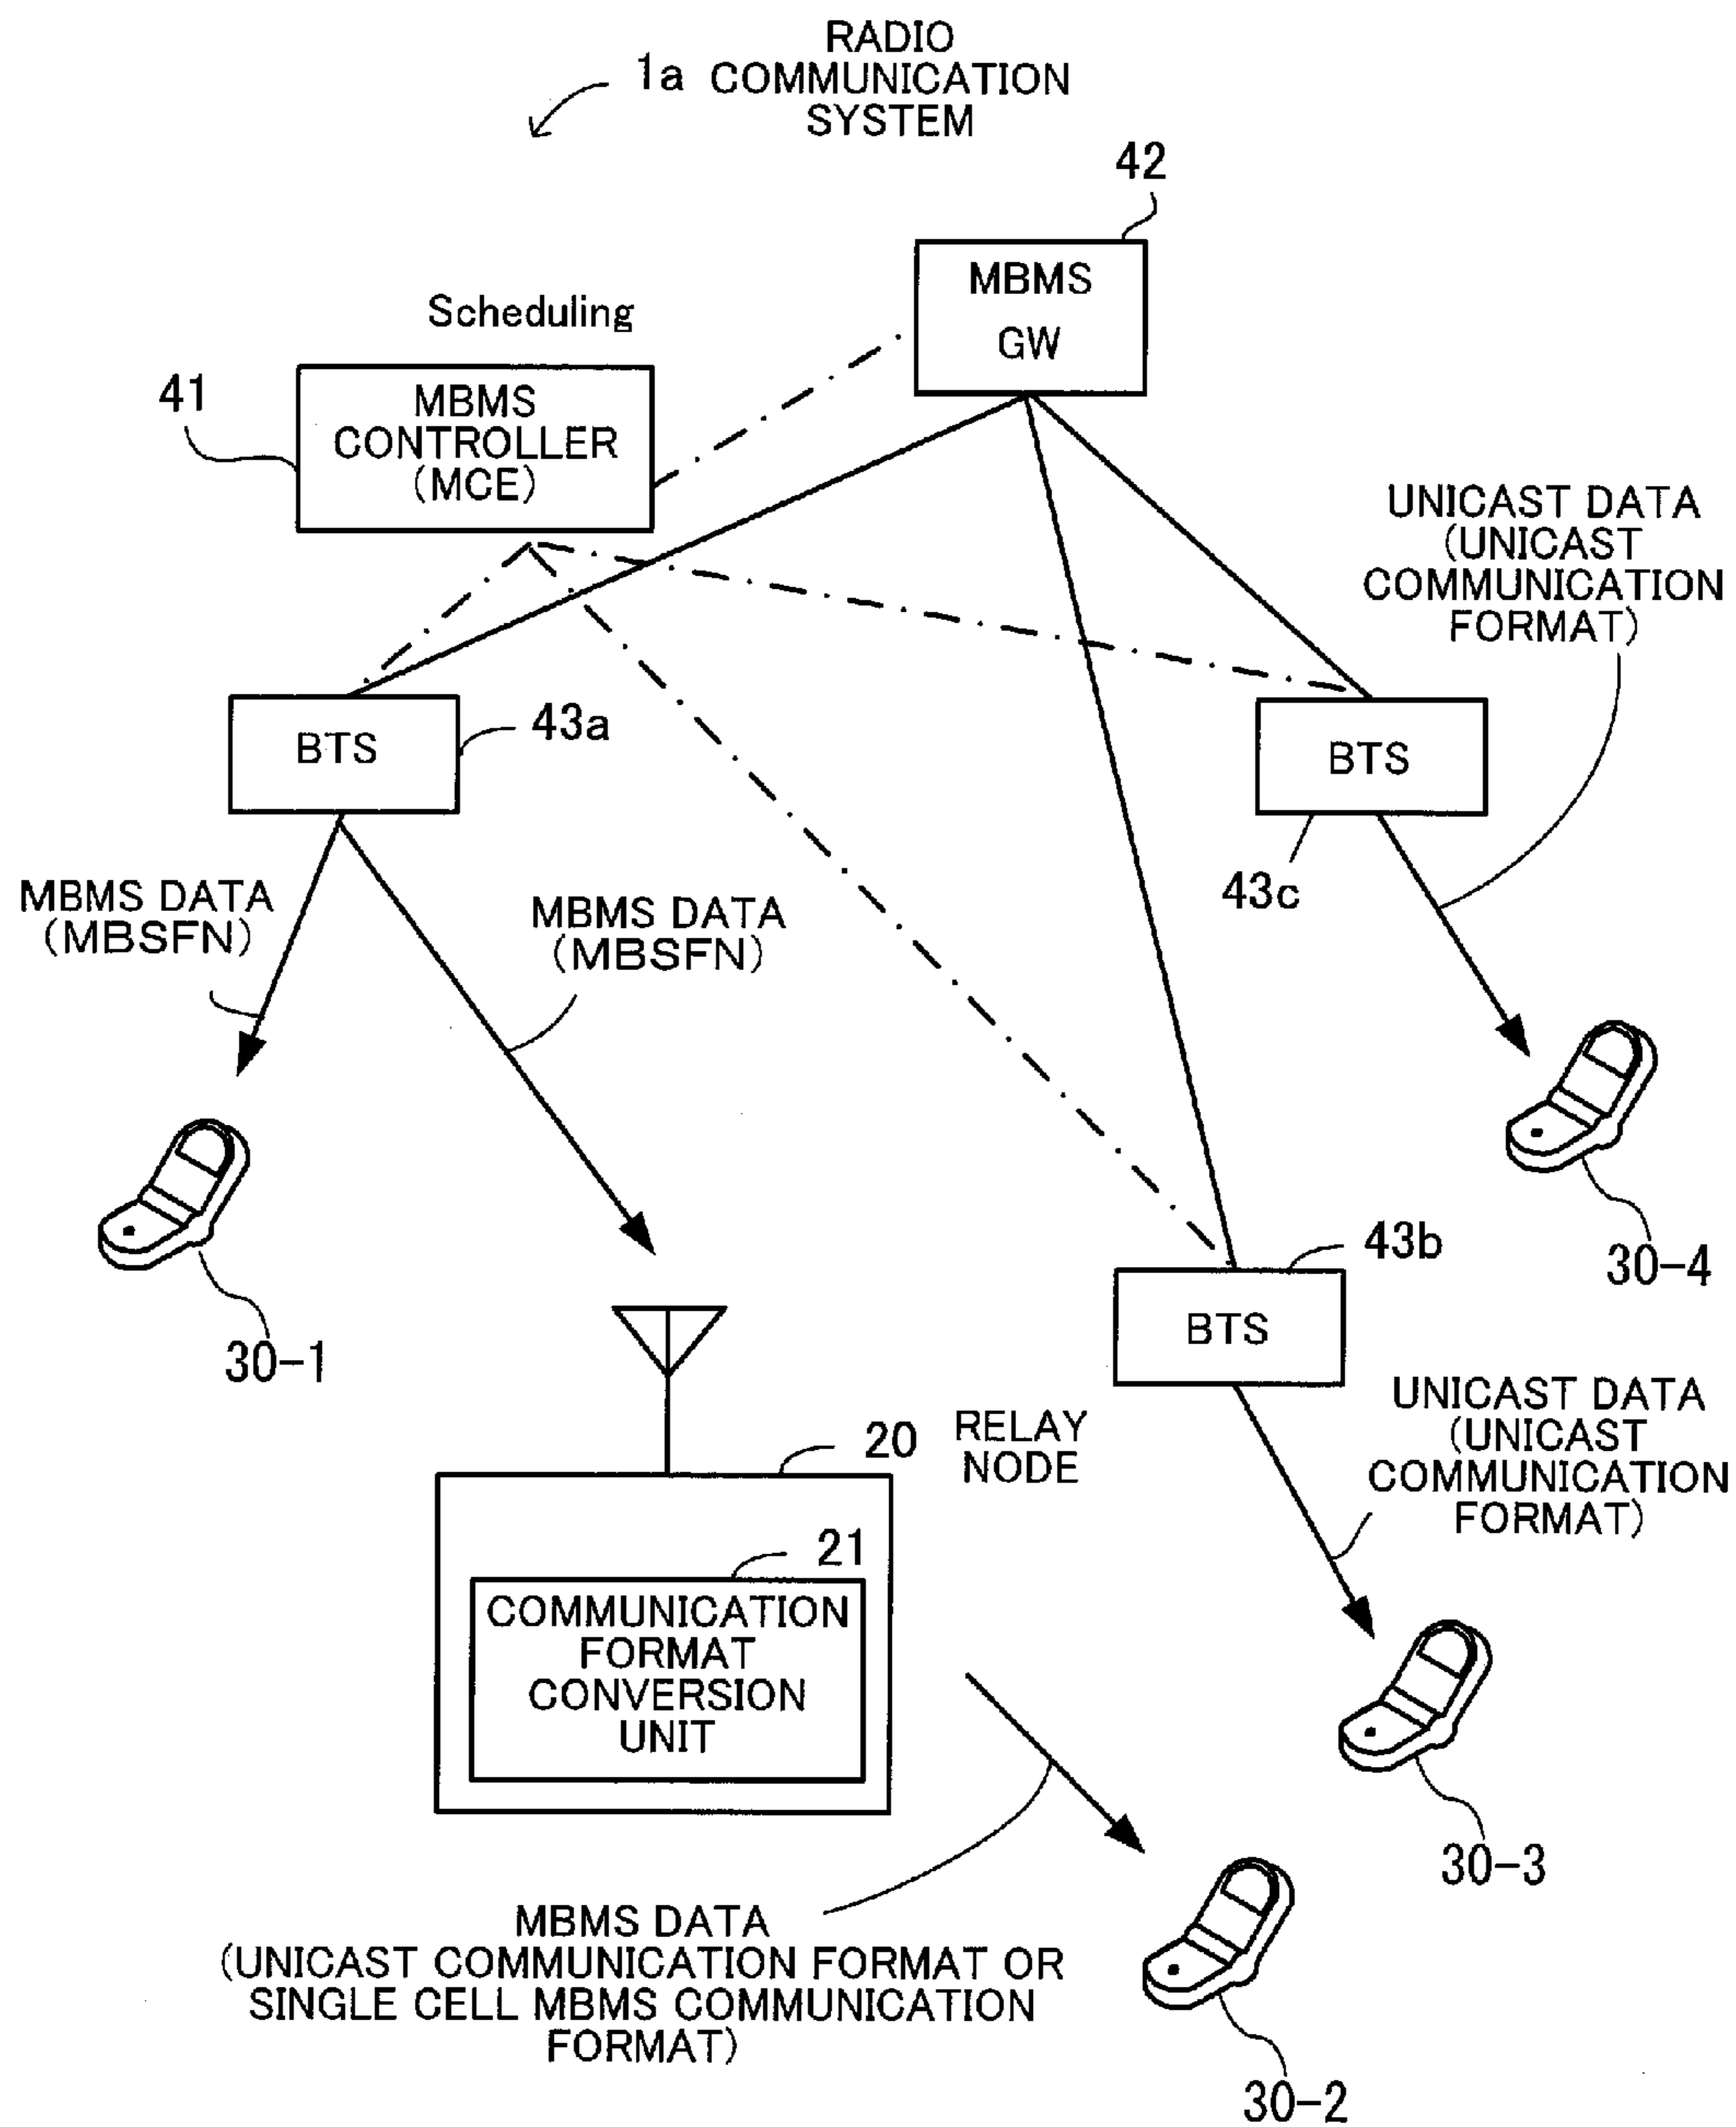 RADIO
1a COMMUNICATION
SYSTEM
42
MBMS
GW
Scheduling
41
MBMS
CONTROLLER
(MCE)
UNICAST DATA
(UNICAST
COMMUNICATION
FORMAT)
BTS
43a
BTS
43c
MBMS DATA
(MBSFN)
MBMS DATA
(MBSFN)
30-4
43b
BTS
30-1
20
RELAY
NODE
UNICAST DATA
(UNICAST
COMMUNICATION
FORMAT)
21
COMMUNICATION
FORMAT
CONVERSION
UNIT
30-3
MBMS DATA
(UNICAST COMMUNICATION FORMAT OR
SINGLE CELL MBMS COMMUNICATION
FORMAT)
30-2